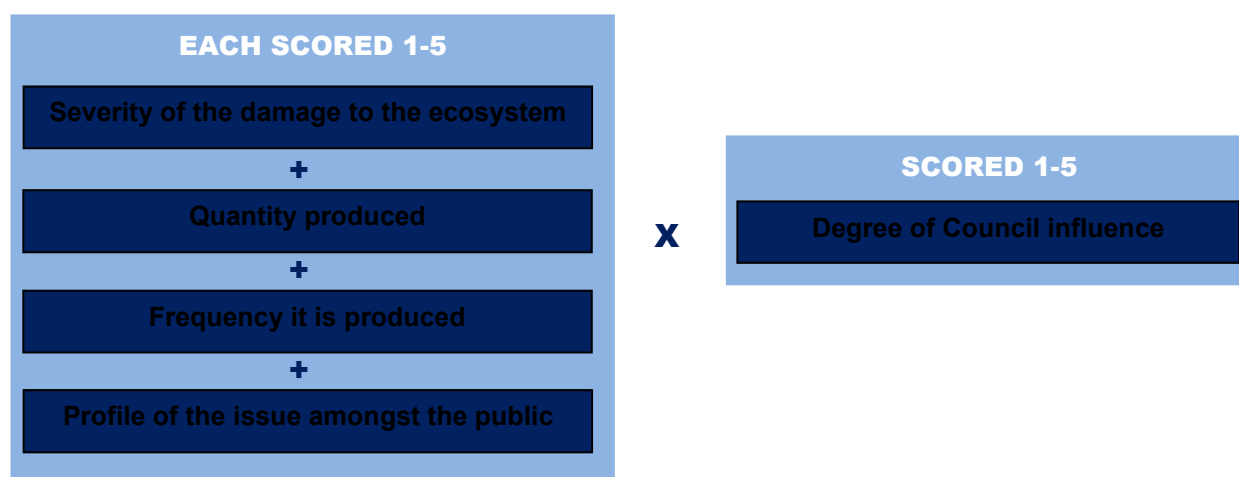 EACH SCORED 1-5
Severity of the damage to the ecosystem
+
Quantity produced
+
Frequency it is produced
+
Profile of the issue amongst the public
x
SCORED 1-5
Degree of Council influence